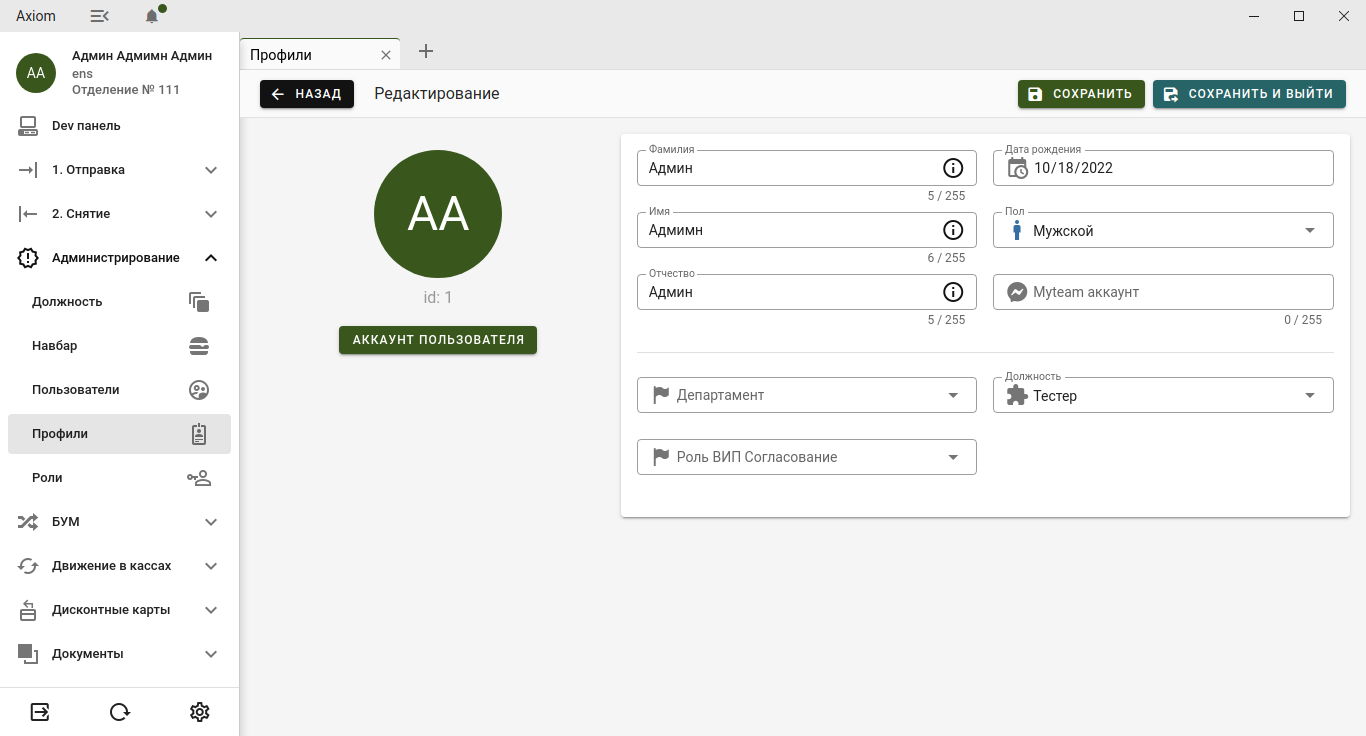 Axiom
АА
Админ Адмимн Админ
ens
Отделение № 111
Dev панель
1. Отправка
2. Снятие
Администрирование
Должность
Навбар
Пользователи
Профили
Роли
БУМ
Движение в кассах
Дисконтные карты
Документы
Профили
НАЗАД
Редактирование
СОХРАНИТЬ
СОХРАНИТЬ И ВЫЙТИ
АА
id: 1
АККАУНТ ПОЛЬЗОВАТЕЛЯ
Фамилия
Админ
5 / 255
Дата рождения
10/18/2022
Имя
Адмимн
6 / 255
Пол
Мужской
Отчество
Админ
5 / 255
Myteam аккаунт
0 / 255
Департамент
Должность
Тестер
Роль ВИП Согласование